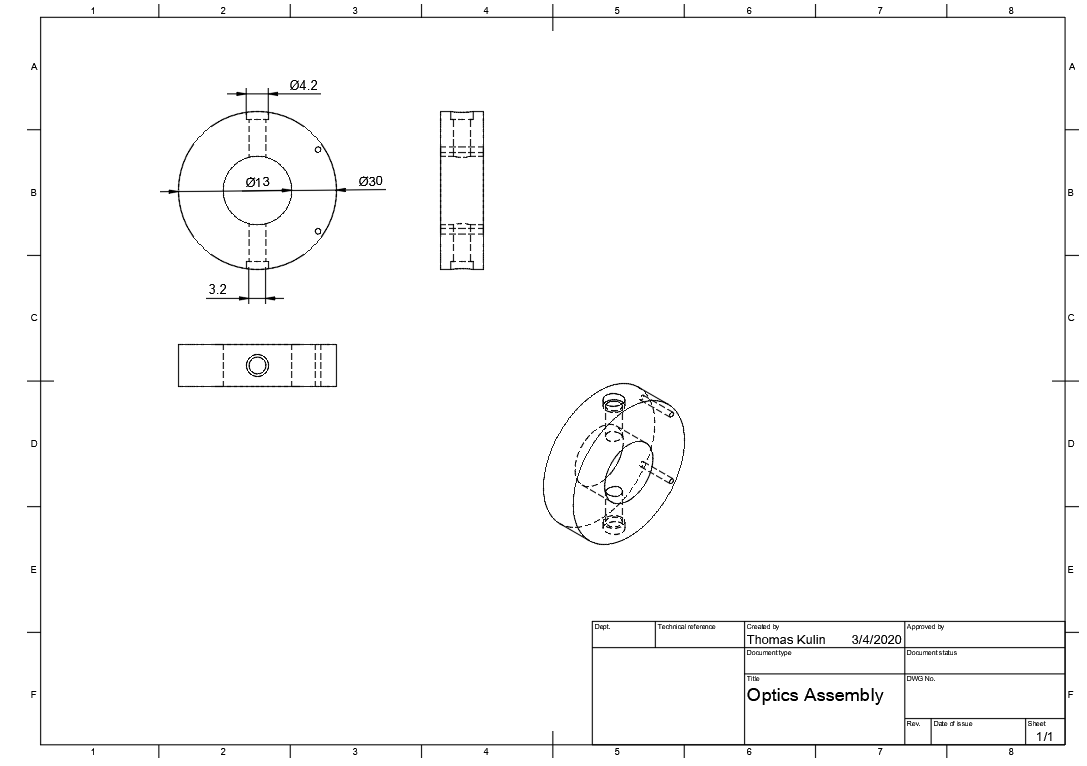 1 2 3 4 5 6 7 8
A A
Ø4.2
B Ø13 Ø30 B
3.2
C C
D D
E E
Dept. Technical reference Created by Approved by
Thomas Kulin 3/4/2020
Document type Document status
Title DWG No.
F Optics Assembly F
Rev. Date of issue Sheet
1/1
1 2 3 4 5 6 7 8